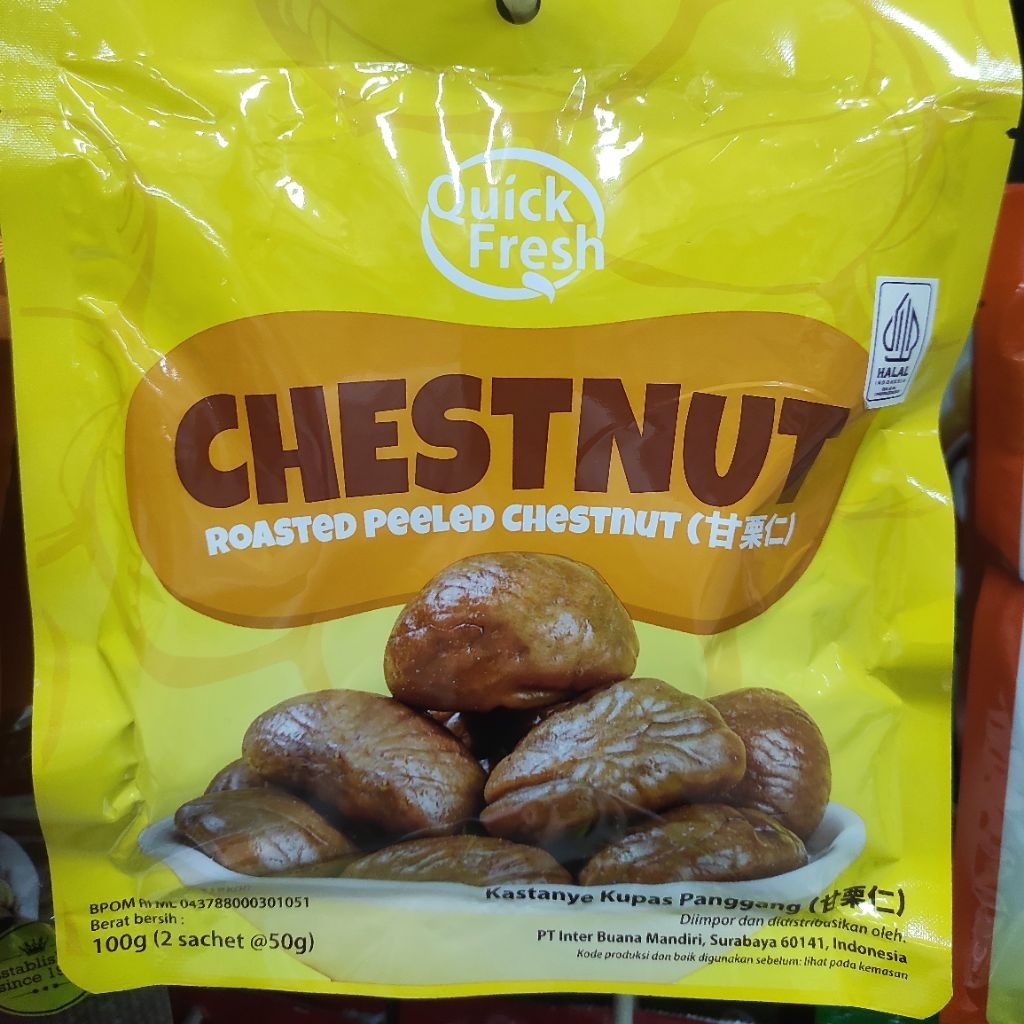 Quick
Fresh
HALAL
INDONESIA
CHESTNUT
ROASTED PEELED CHESTNUT (甘栗仁)
BPOM RI ML 043788000301051
Berat bersih :
100g (2 sachet @50g)
Kastanye Kupas Panggang (甘栗仁)
Diimpor dan didistribusikan oleh:
PT Inter Buana Mandiri, Surabaya 60141, Indonesia
Kode produksi dan baik digunakan sebelum: lihat pada kemasan
since